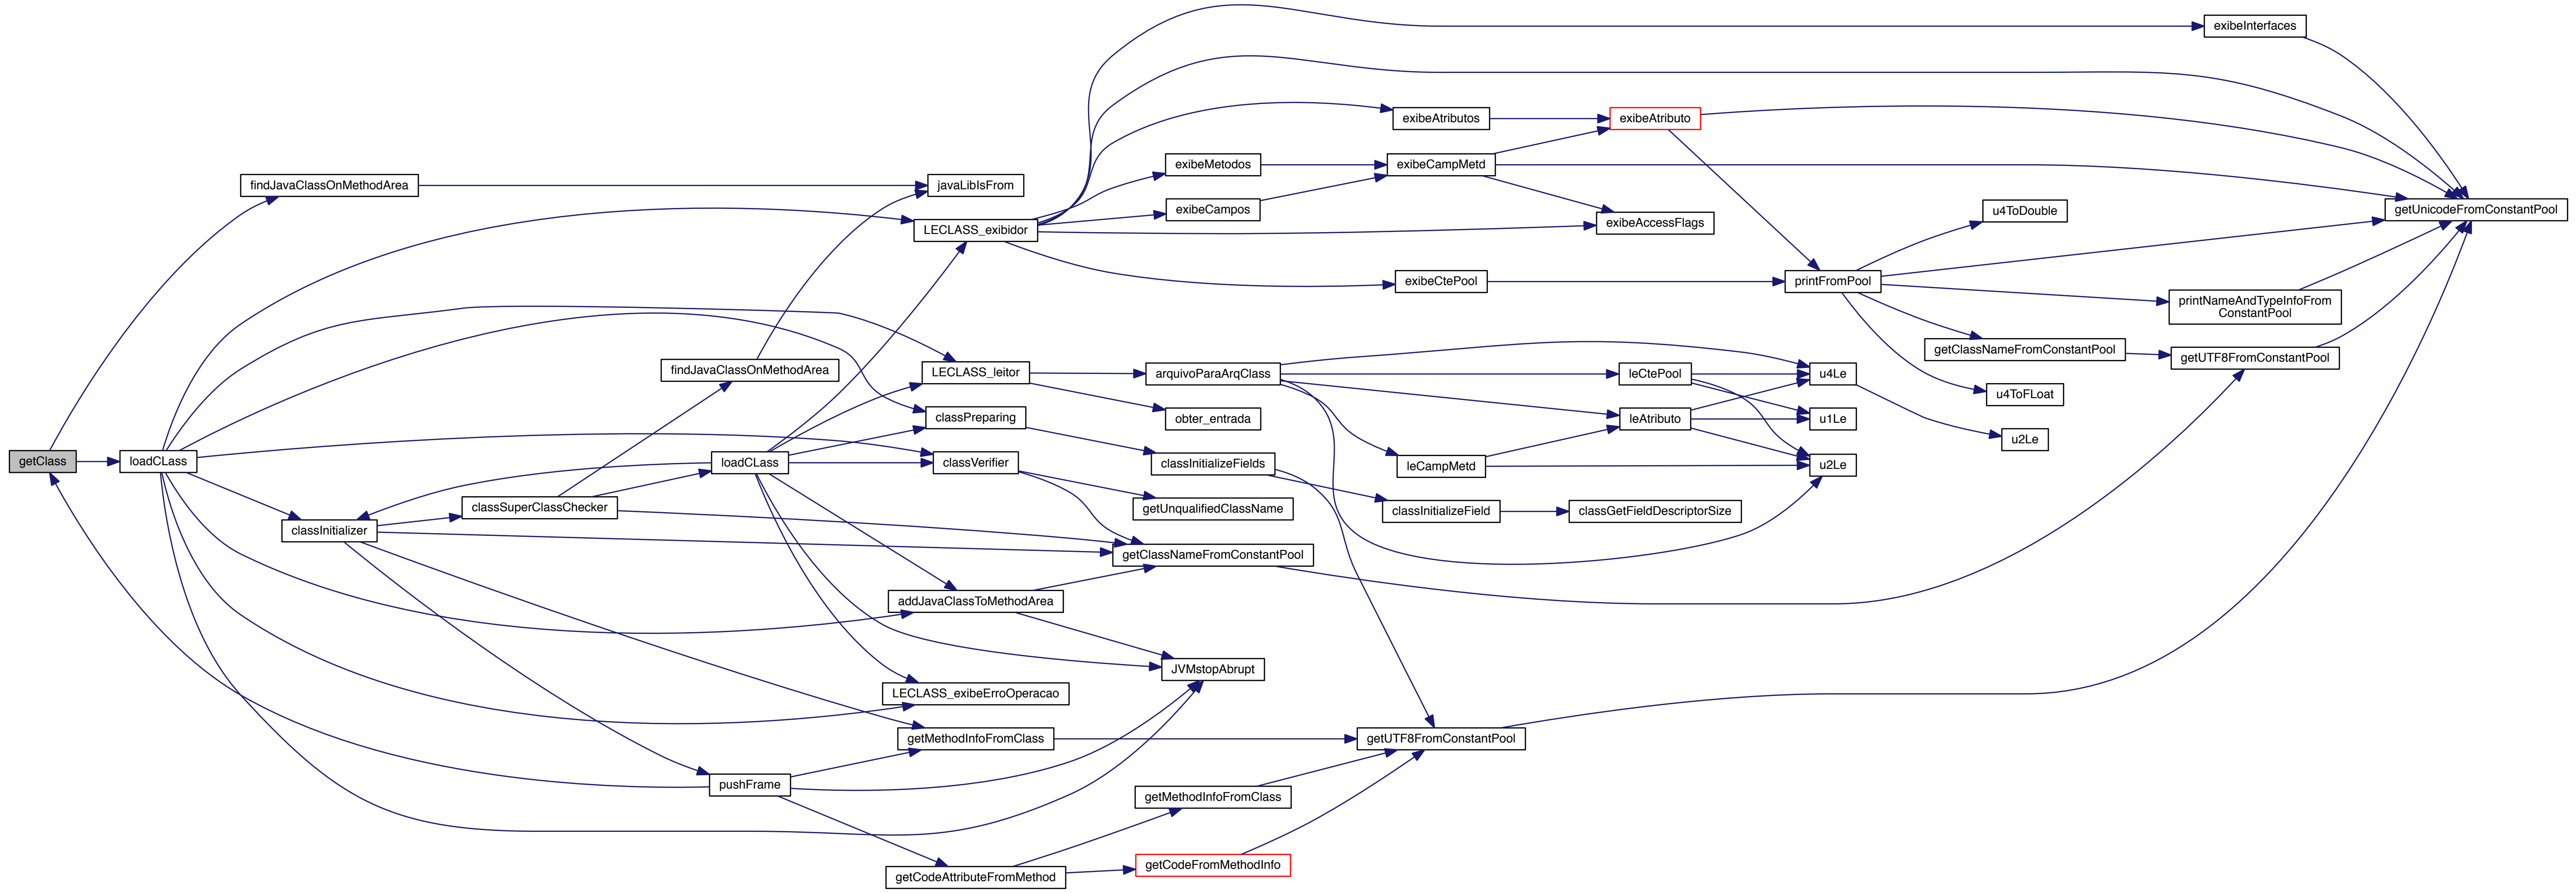 exibeInterfaces
exibeAtributos
exibeAtributo
exibeMetodos
exibeCampMetd
findJavaClassOnMethodArea
javaLibIsFrom
exibeCampos
u4ToDouble
getUnicodeFromConstantPool
LECLASS_exibidor
exibeAccessFlags
exibeCtePool
printFromPool
printNameAndTypeInfoFrom
ConstantPool
getClassNameFromConstantPool
getUTF8FromConstantPool
findJavaClassOnMethodArea
LECLASS_leitor
arquivoParaArqClass
leCtePool
u4Le
u4ToFLoat
classPreparing
obter_entrada
leAtributo
u1Le
u2Le
getClass
loadCLass
loadCLass
classVerifier
classInitializeFields
leCampMetd
u2Le
classSuperClassChecker
getUnqualifiedClassName
classInitializeField
classGetFieldDescriptorSize
classInitializer
getClassNameFromConstantPool
addJavaClassToMethodArea
JVMstopAbrupt
LECLASS_exibeErroOperacao
getMethodInfoFromClass
getUTF8FromConstantPool
pushFrame
getMethodInfoFromClass
getCodeFromMethodInfo
getCodeAttributeFromMethod